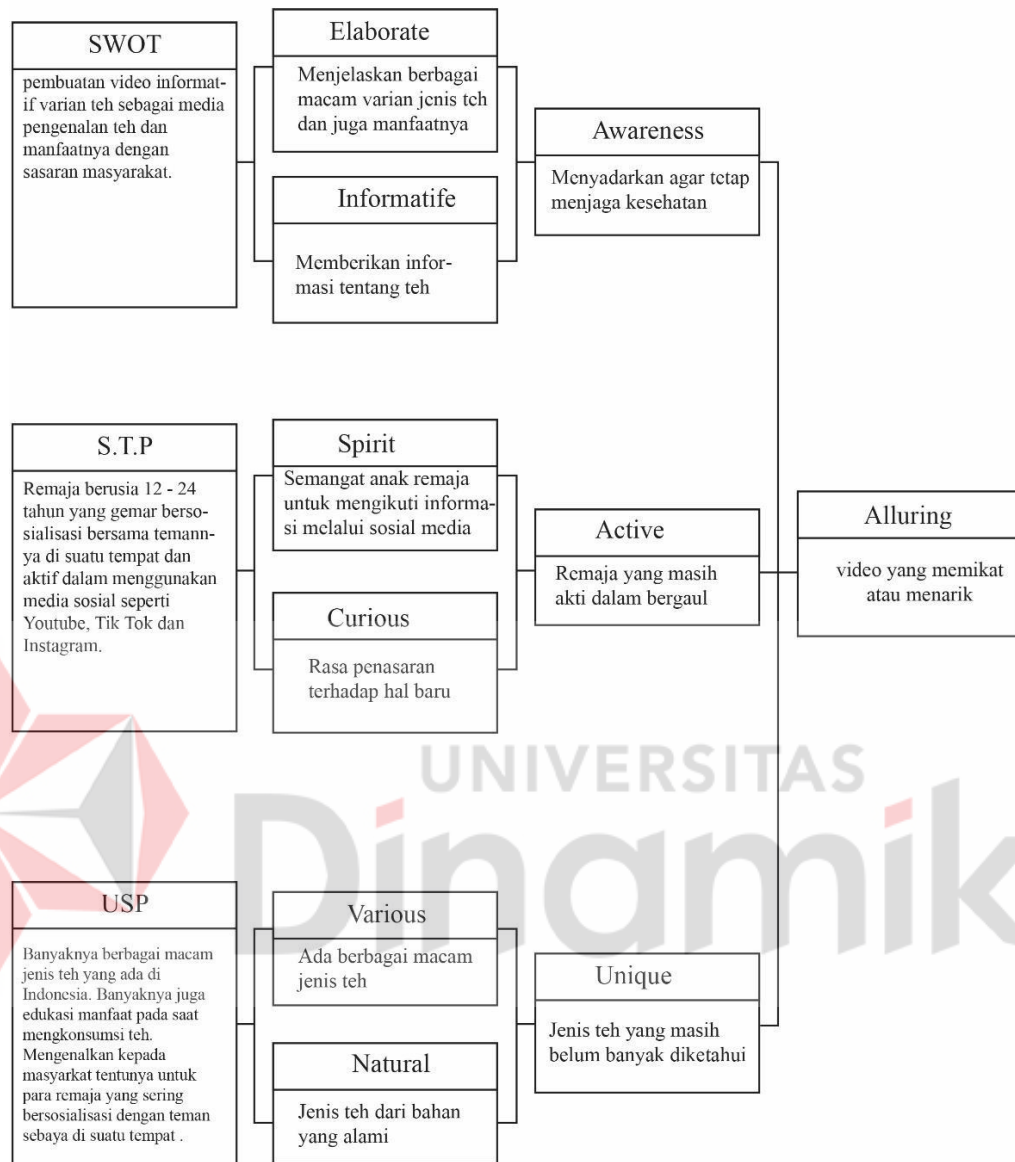 SWOT
pembuatan video informat-
if varian teh sebagai media
pengenalan teh dan
manfaatnya dengan
sasaran masyarakat.
Elaborate
Menjelaskan berbagai
macam varian jenis teh
dan juga manfaatnya
Informatife
Memberikan infor-
masi tentang teh
Awareness
Menyadarkan agar tetap
menjaga kesehatan
S.T.P
Remaja berusia 12 - 24
tahun yang gemar berso-
sialisasi bersama temann-
ya di suatu tempat dan
aktif dalam menggunakan
media sosial seperti
Youtube, Tik Tok dan
Instagram.
Spirit
Semangat anak remaja
untuk mengikuti informa-
si melalui sosial media
Curious
Rasa penasaran
terhadap hal baru
Active
Remaja yang masih
akti dalam bergaul
Alluring
video yang memikat
atau menarik
UNIVERSITAS
Dinamik
USP
Banyaknya berbagai macam
jenis teh yang ada di
Indonesia. Banyaknya juga
edukasi manfaat pada saat
mengkonsumsi teh.
Mengenalkan kepada
masyarkat tentunya untuk
para remaja yang sering
bersosialisasi dengan teman
sebaya di suatu tempat .
Various
Ada berbagai macam
jenis teh
Natural
Jenis teh dari bahan
yang alami
Unique
Jenis teh yang masih
belum banyak diketahui